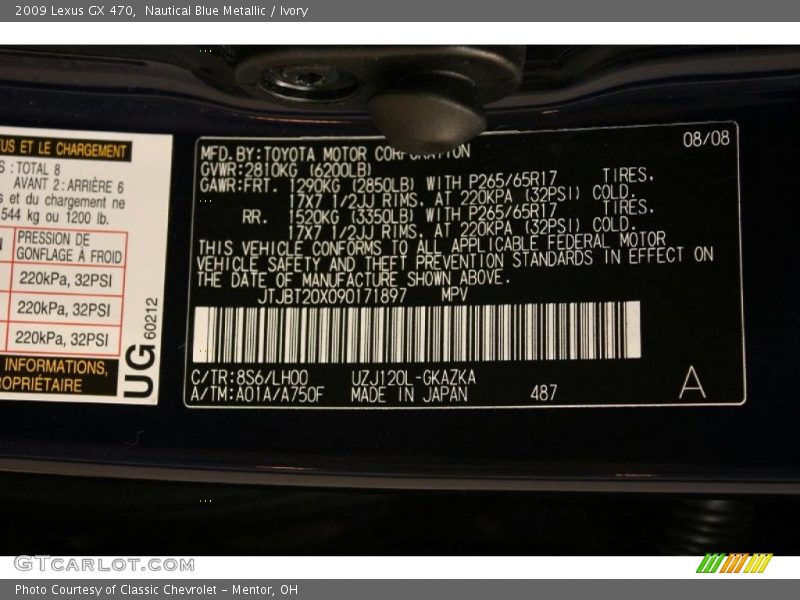 2009 Lexus GX 470, Nautical Blue Metallic / Ivory
EUS ET LE CHARGEMENT
S : TOTAL 8
AVANT 2 : ARRIÈRE 6
s et du chargement ne
544 kg ou 1200 lb.
PRESSION DE
GONFLAGE À FROID
220kPa, 32PSI
220kPa, 32PSI
220kPa, 32PSI
INFORMATIONS,
ROPRIÉTAIRE
UG 60212
08/08
MFD. BY: TOYOTA MOTOR CORPORATION
GVWR: 2810KG (6200LB)
GAWR: FRT. 1290KG (2850LB) WITH P265/65R17 TIRES.
17X7 1/2JJ RIMS. AT 220KPA (32PSI) COLD.
RR. 1520KG (3350LB) WITH P265/65R17 TIRES.
17X7 1/2JJ RIMS. AT 220KPA (32PSI) COLD.
THIS VEHICLE CONFORMS TO ALL APPLICABLE FEDERAL MOTOR
VEHICLE SAFETY AND THEFT PREVENTION STANDARDS IN EFFECT ON
THE DATE OF MANUFACTURE SHOWN ABOVE.
JTJBT20X090171897 MPV
C/TR: 8S6/LH00 UZJ120L-GKAZKA
A/TM: A01A/A750F MADE IN JAPAN 487 A
GTCarLot.com
Photo Courtesy of Classic Chevrolet - Mentor, OH